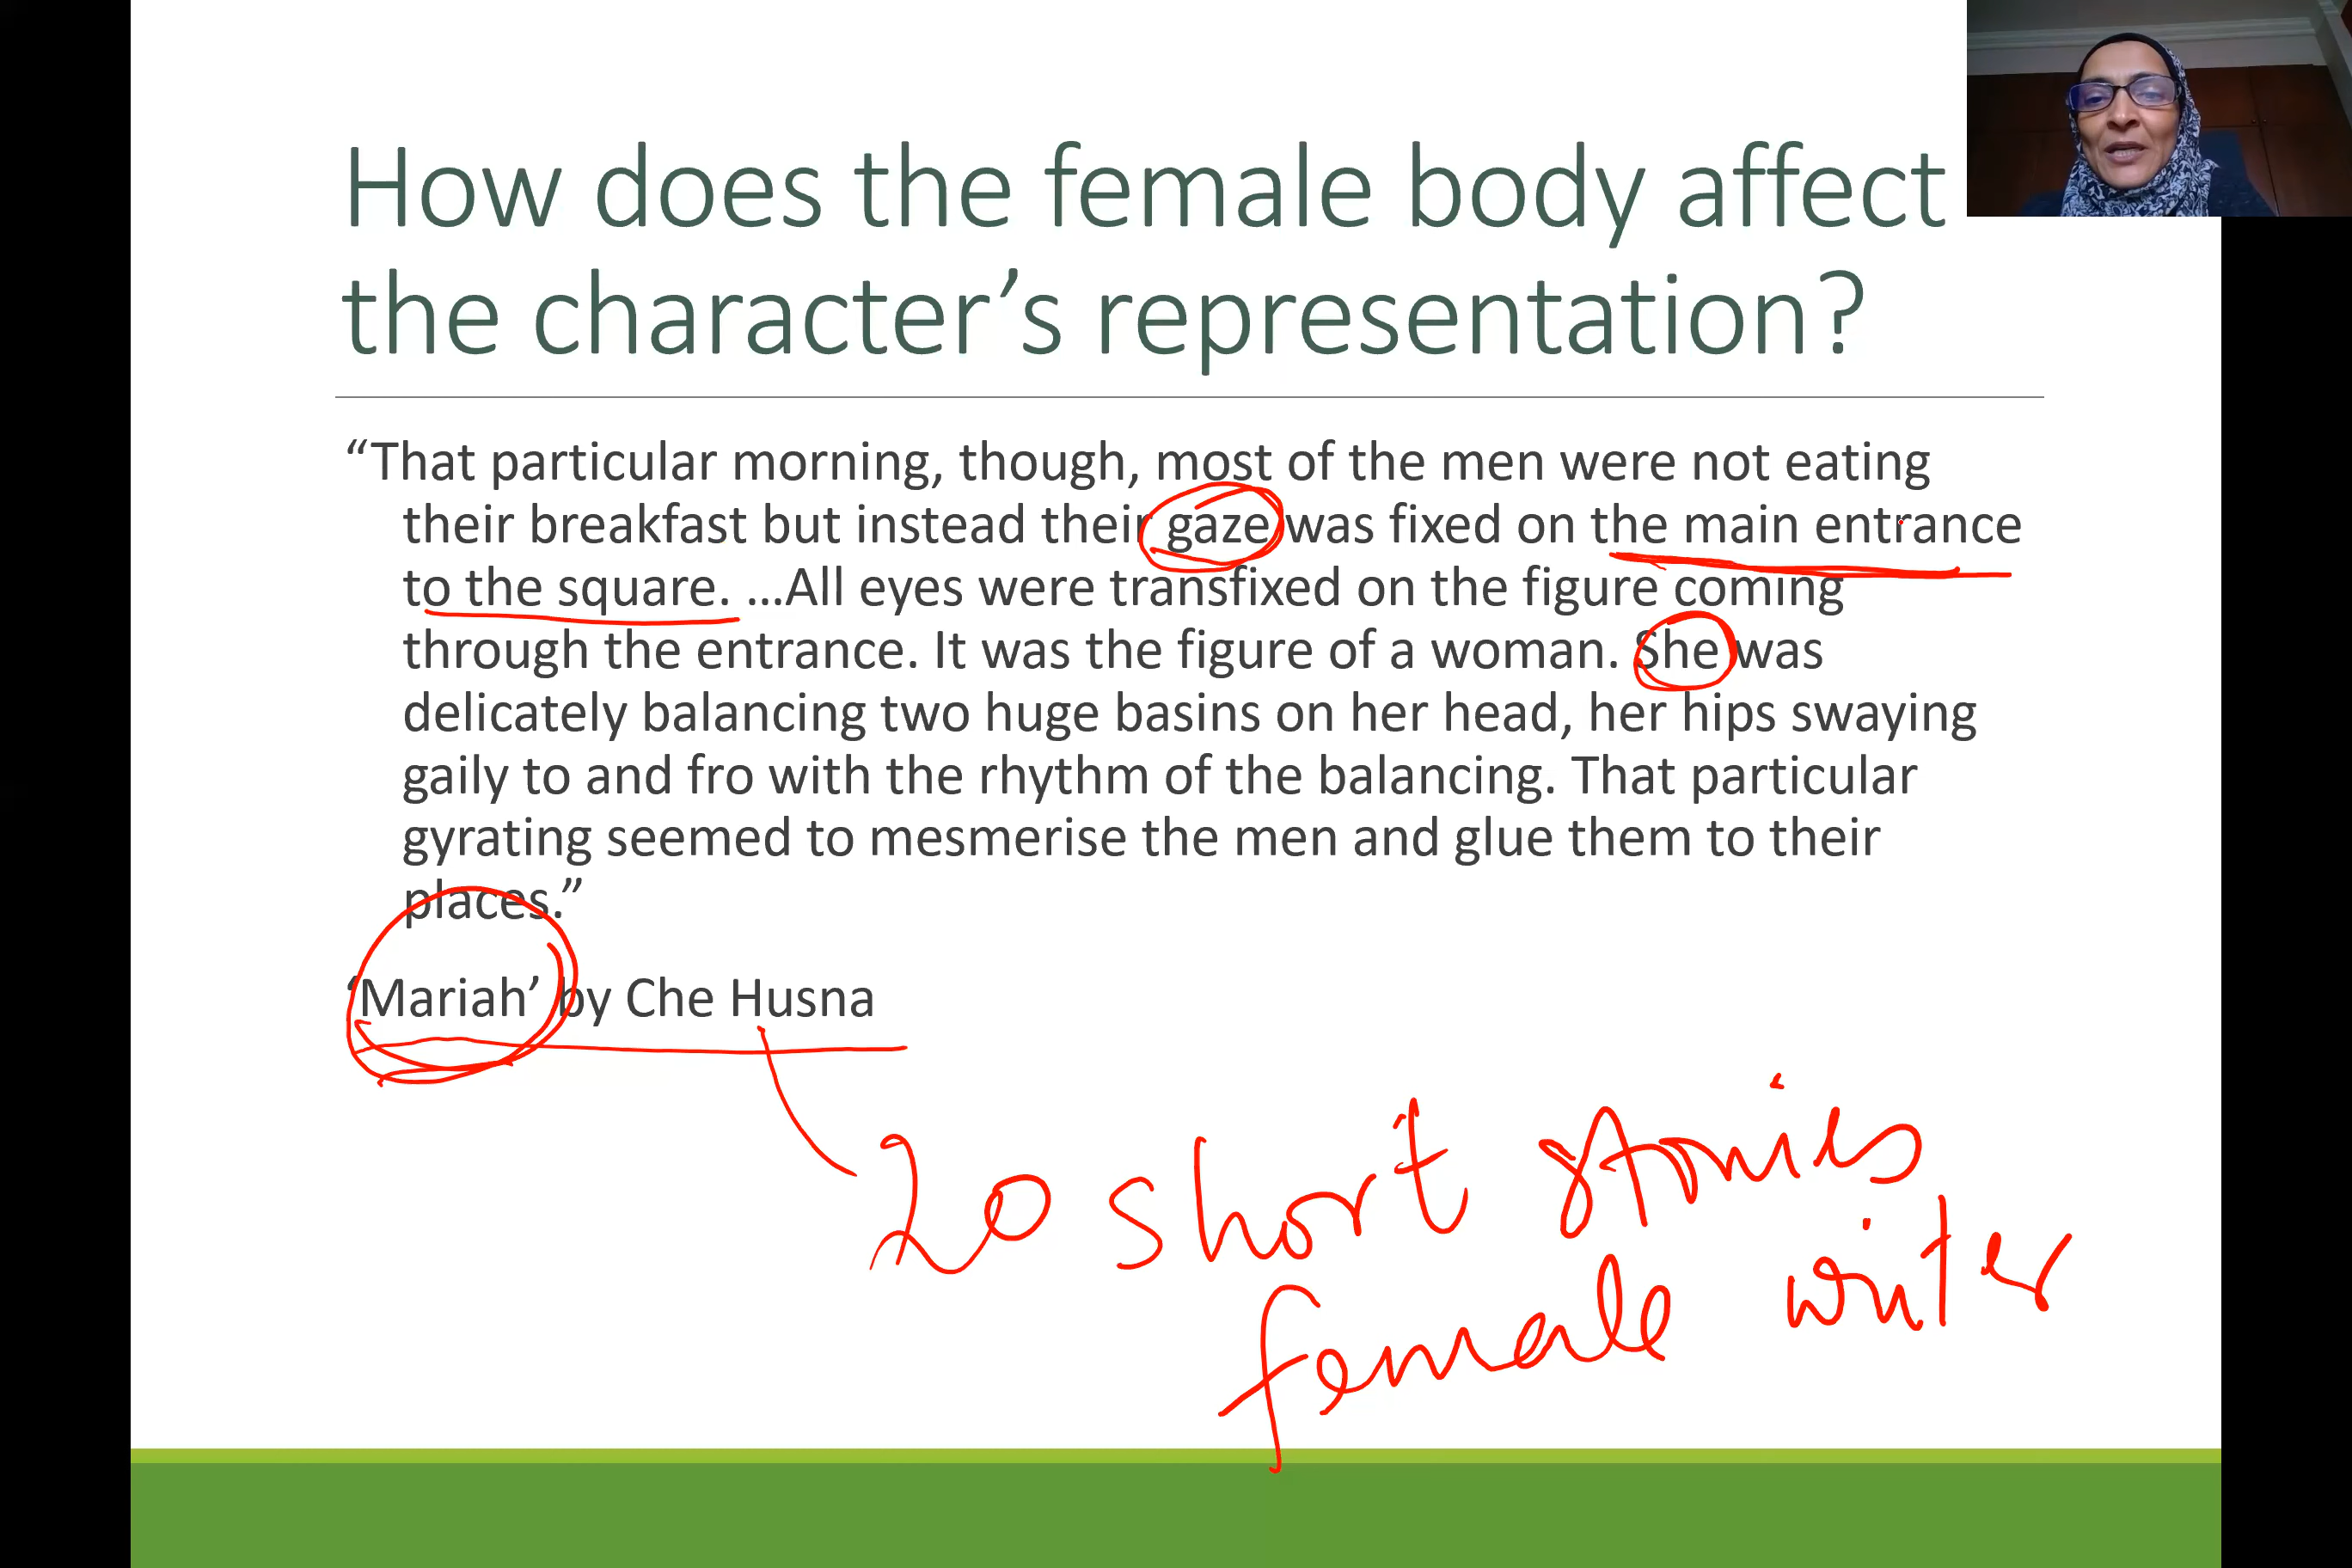 How does the female body affect
the character’s representation?
“That particular morning, though, most of the men were not eating
their breakfast but instead their gaze was fixed on the main entrance
to the square. ...All eyes were transfixed on the figure coming
through the entrance. It was the figure of a woman. She was
delicately balancing two huge basins on her head, her hips swaying
gaily to and fro with the rhythm of the balancing. That particular
gyrating seemed to mesmerise the men and glue them to their
places.”
‘Mariah’ by Che Husna
20 short stories
female writer